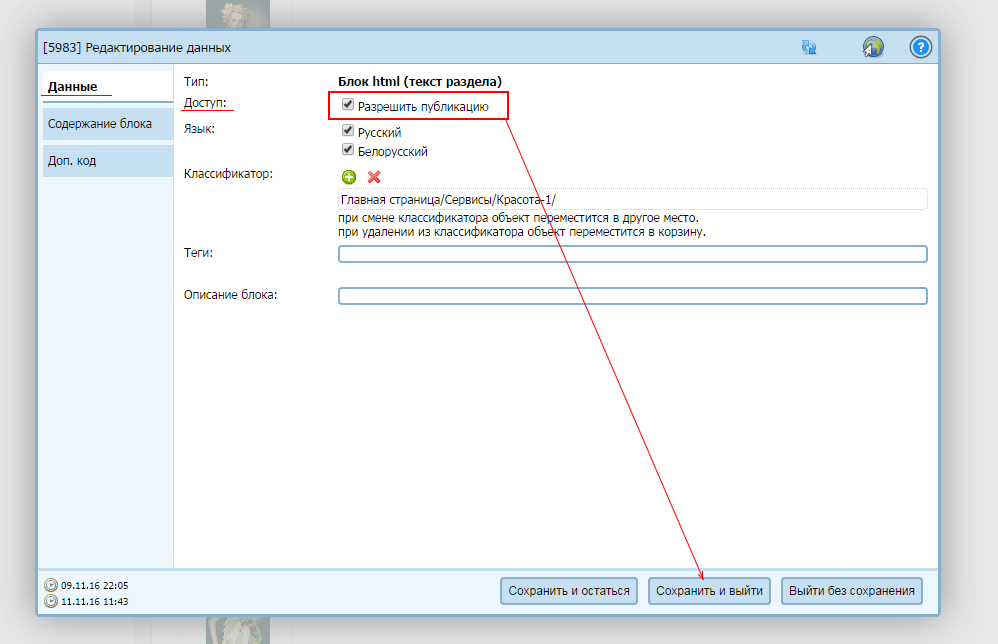 [5983] Редактирование данных
?
Данные
Содержание блока
Доп. код
Тип: Блок html (текст раздела)
Доступ: Разрешить публикацию
Язык: Русский
Белорусский
Классификатор:
Главная страница/Сервисы/Красота-1/
при смене классификатора объект переместится в другое место.
при удалении из классификатора объект переместится в корзину.
Теги:
Описание блока:
09.11.16 22:05
11.11.16 11:43
Сохранить и остаться Сохранить и выйти Выйти без сохранения